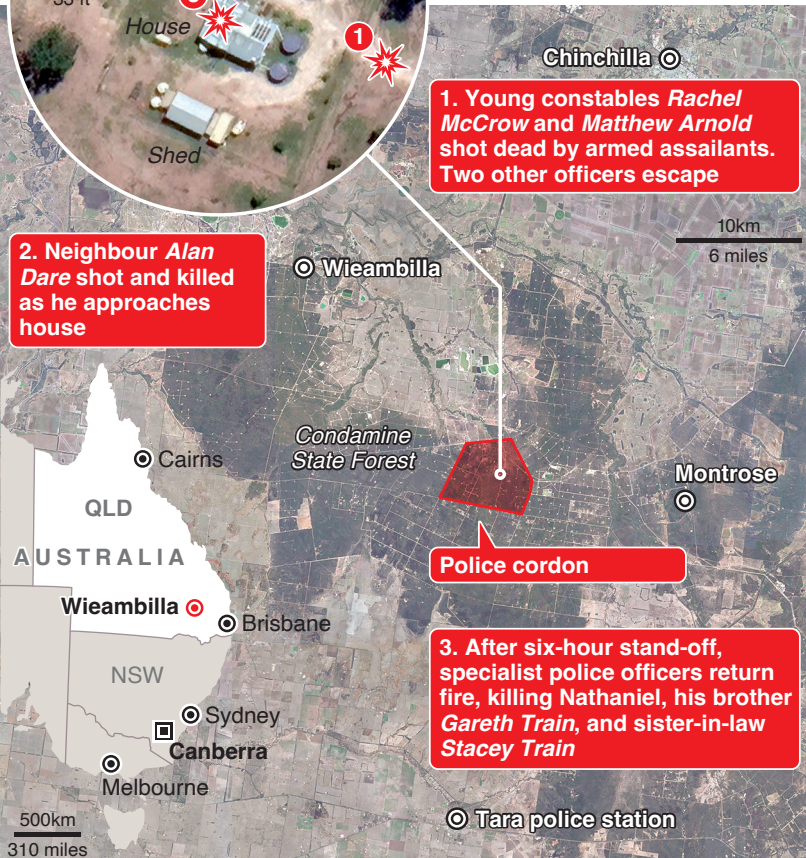 House
1
Shed
Chinchilla
1. Young constables Rachel
McCrow and Matthew Arnold
shot dead by armed assailants.
Two other officers escape
10km
6 miles
2. Neighbour Alan
Dare shot and killed
as he approaches
house
Wieambilla
Condamine
State Forest
Montrose
Police cordon
Cairns
QLD
AUSTRALIA
Wieambilla
Brisbane
NSW
Sydney
Canberra
Melbourne
500km
310 miles
3. After six-hour stand-off,
specialist police officers return
fire, killing Nathaniel, his brother
Gareth Train, and sister-in-law
Stacey Train
Tara police station